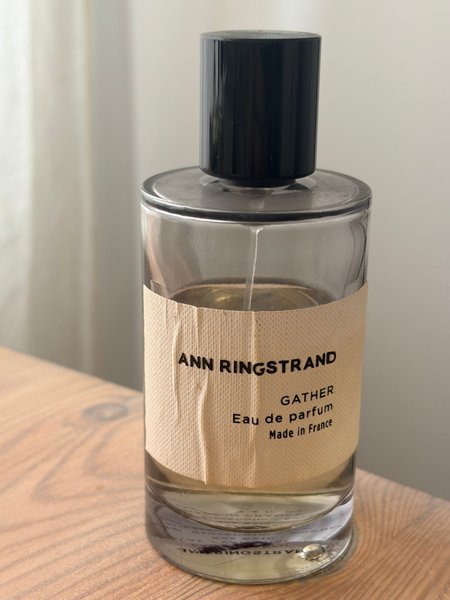 ANN RINGSTRAND
GATHER
Eau de parfum
Made in France